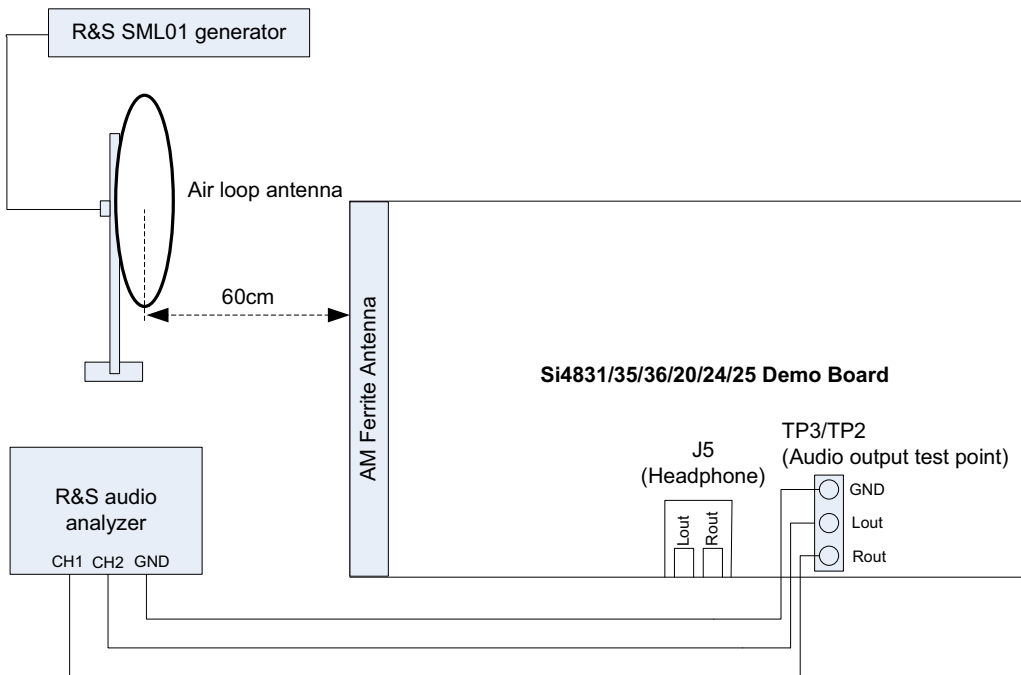 R&S SML01 generator
Air loop antenna
60cm
AM Ferrite Antenna
Si4831/35/36/20/24/25 Demo Board
TP3/TP2
(Audio output test point)
J5
(Headphone)
Lout
Rout
GND
Lout
Rout
R&S audio
analyzer
CH1 CH2 GND